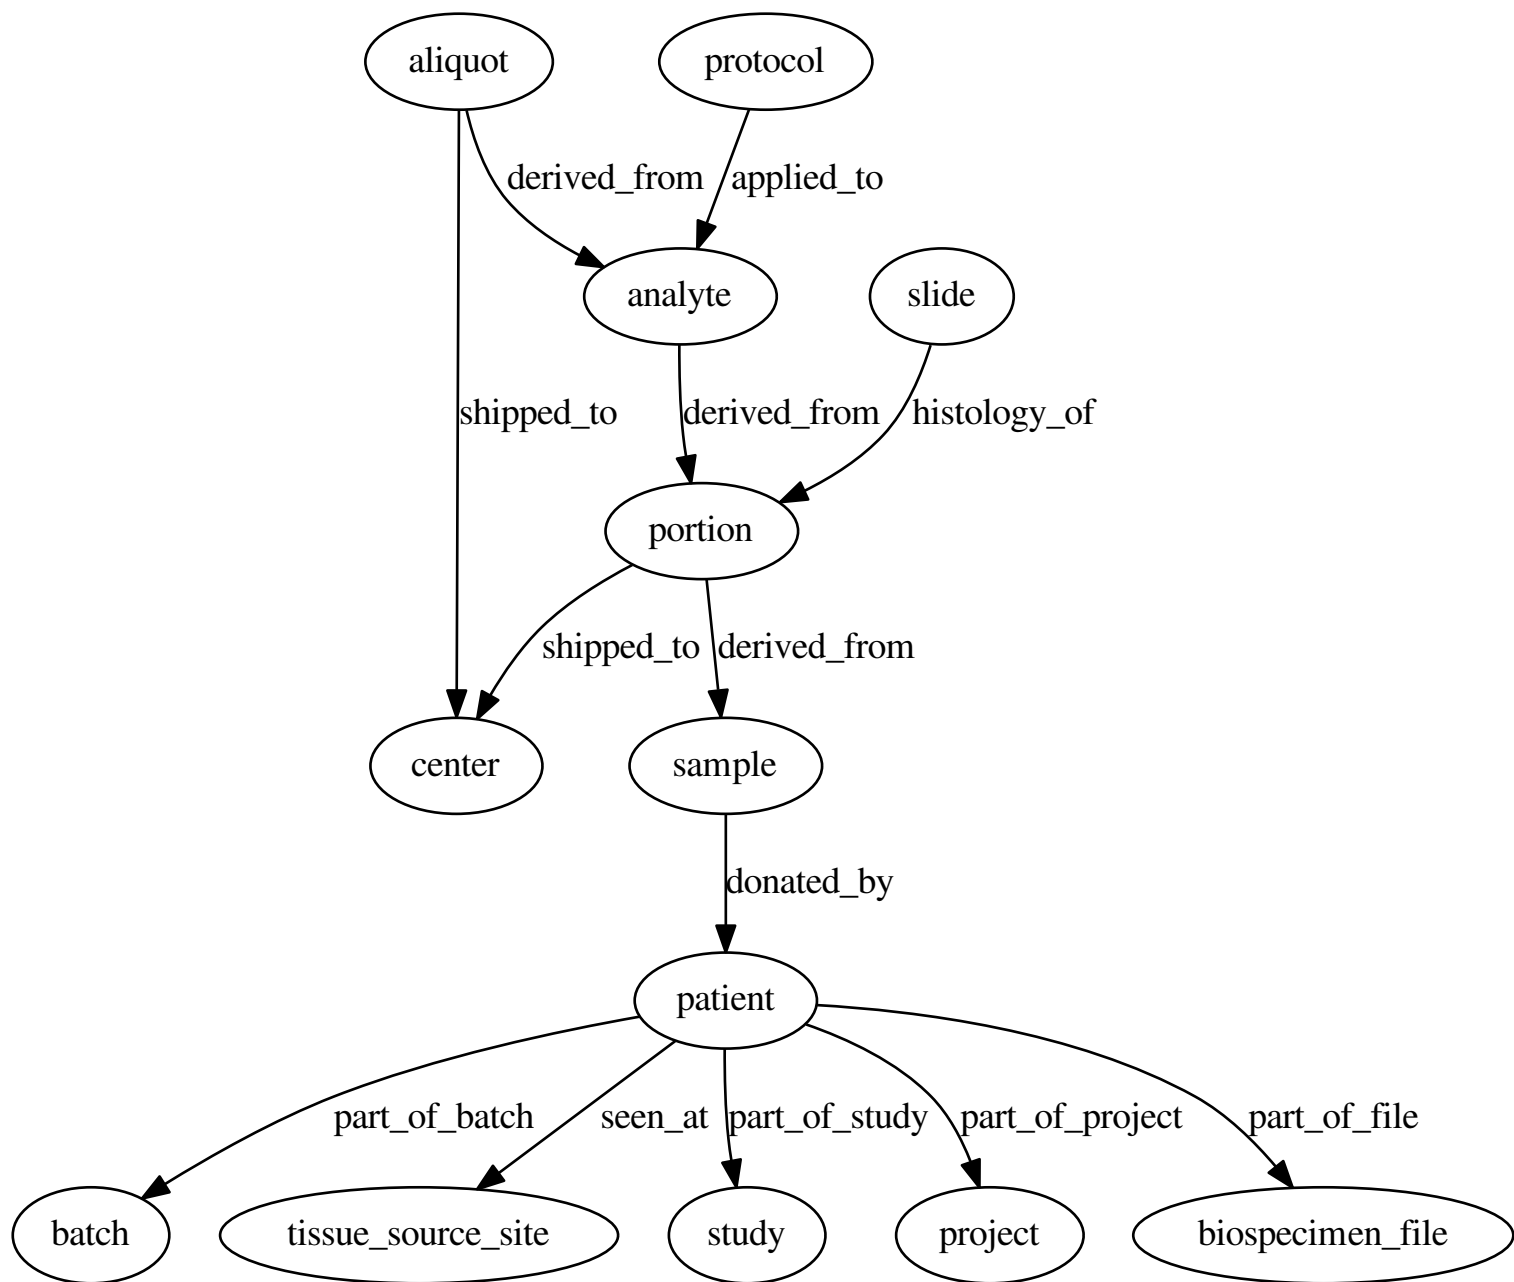 aliquot
protocol
derived_from
applied_to
analyte
slide
shipped_to
derived_from
histology_of
portion
shipped_to
derived_from
center
sample
donated_by
patient
part_of_batch
seen_at
part_of_study
part_of_project
part_of_file
batch
tissue_source_site
study
project
biospecimen_file